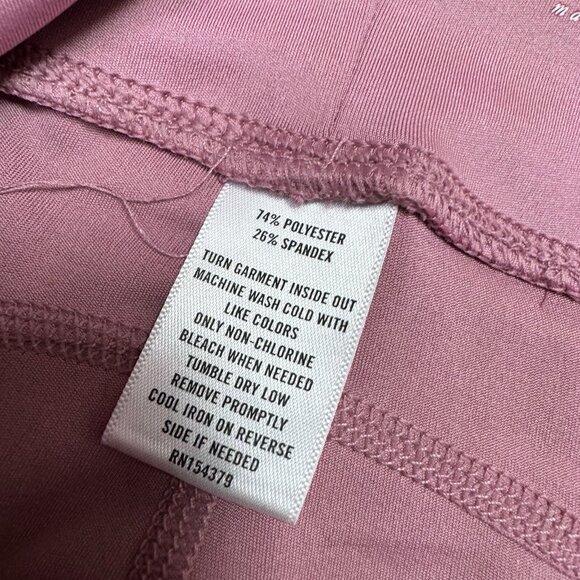 74% POLYESTER
26% SPANDEX
TURN GARMENT INSIDE OUT
MACHINE WASH COLD WITH
LIKE COLORS
ONLY NON-CHLORINE
BLEACH WHEN NEEDED
TUMBLE DRY LOW
REMOVE PROMPTLY
COOL IRON ON REVERSE
SIDE IF NEEDED
RN154379